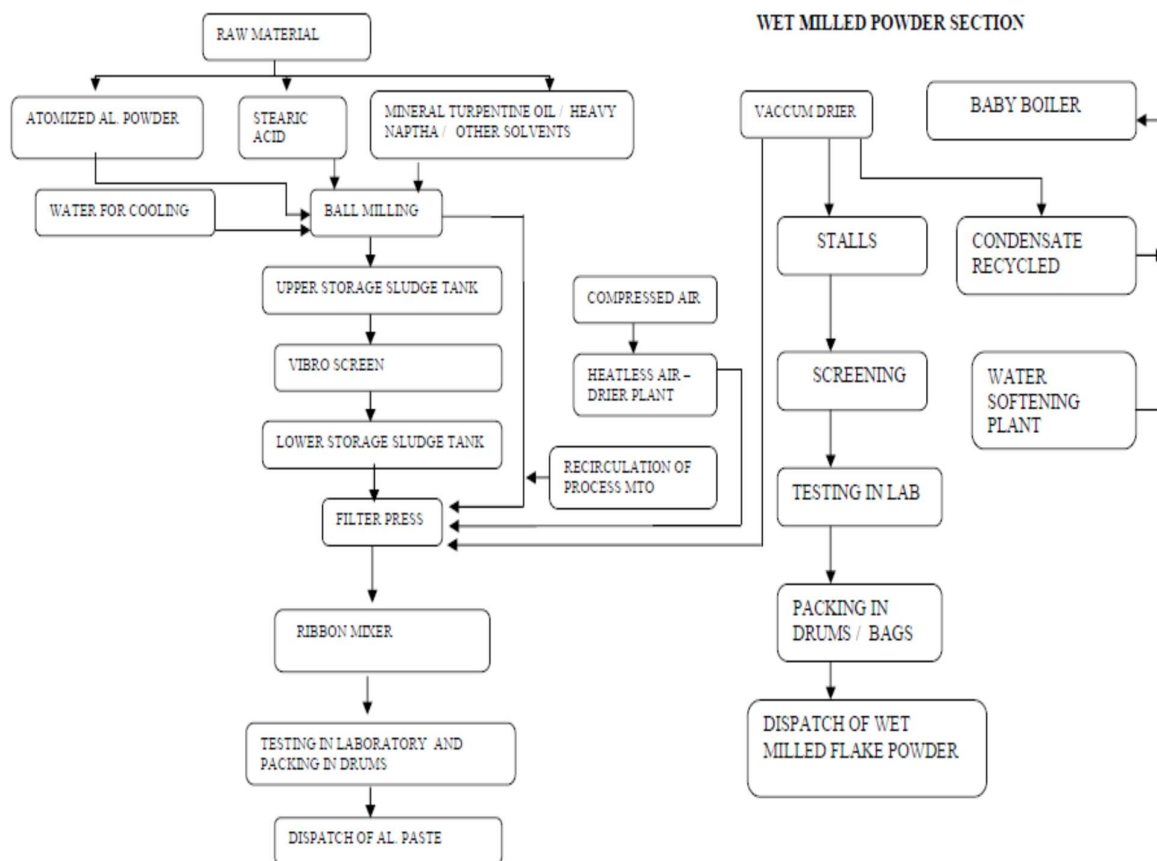 WET MILLED POWDER SECTION
RAW MATERIAL
ATOMIZED AL. POWDER
STEARIC
ACID
MINERAL TURPENTINE OIL / HEAVY
NAPTHA / OTHER SOLVENTS
WATER FOR COOLING
BALL MILLING
UPPER STORAGE SLUDGE TANK
VIBRO SCREEN
LOWER STORAGE SLUDGE TANK
COMPRESSED AIR
HEATLESS AIR –
DRIER PLANT
RECIRCULATION OF
PROCESS MTO
FILTER PRESS
RIBBON MIXER
TESTING IN LABORATORY AND
PACKING IN DRUMS
DISPATCH OF AL. PASTE
VACCUM DRIER
BABY BOILER
STALLS
CONDENSATE
RECYCLED
SCREENING
WATER
SOFTENING
PLANT
TESTING IN LAB
PACKING IN
DRUMS / BAGS
DISPATCH OF WET
MILLED FLAKE POWDER